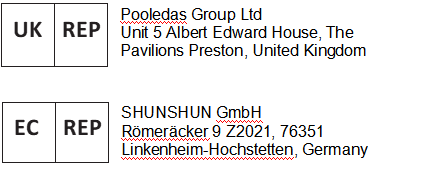 UK REP
Pooledas Group Ltd
Unit 5 Albert Edward House, The
Pavilions Preston, United Kingdom
EC REP
SHUNSHUN GmbH
Römeräcker 9 Z2021, 76351
Linkenheim-Hochstetten, Germany